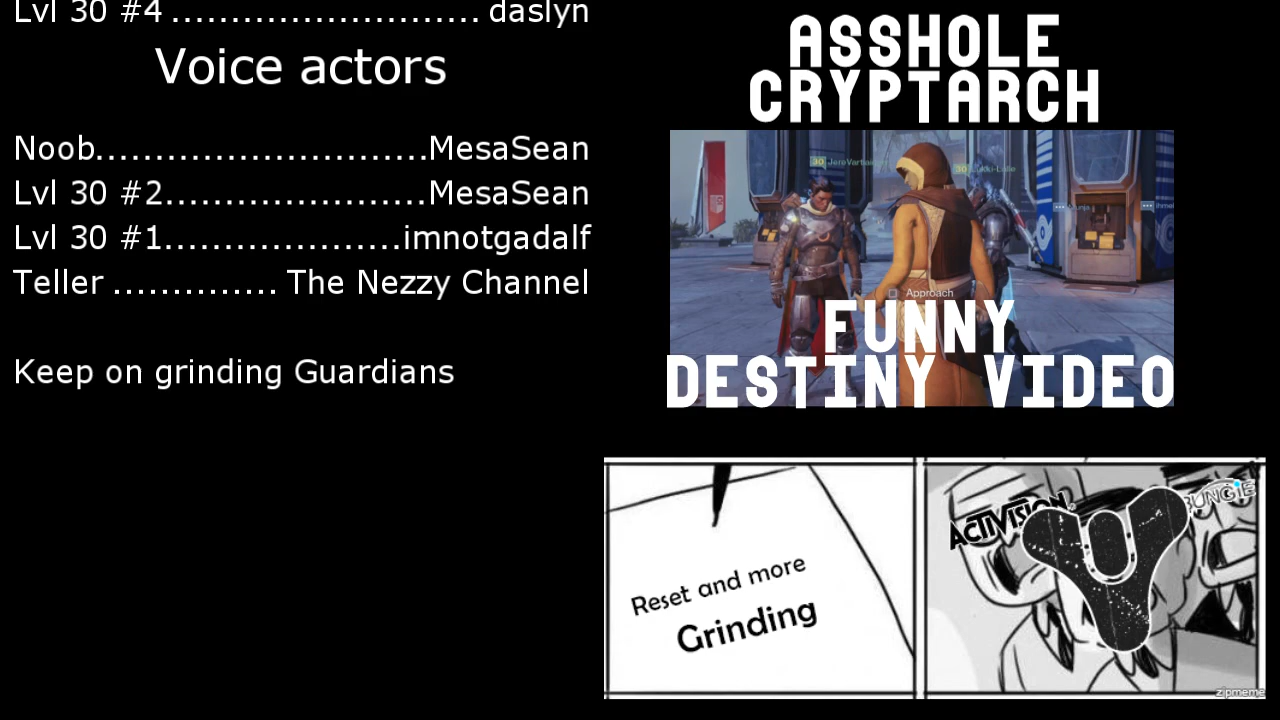 Lvl 30 #4 .......................... daslyn
Voice actors
Noob............................MesaSean
Lvl 30 #2......................MesaSean
Lvl 30 #1....................imnotgadalf
Teller .............. The Nezzy Channel
Keep on grinding Guardians
ASSHOLE
CRYPTARCH
30
30
Approach
FUNNY
DESTINY VIDEO
Reset and more
Grinding
ACTIVISION
BUNGiE
zipmeme